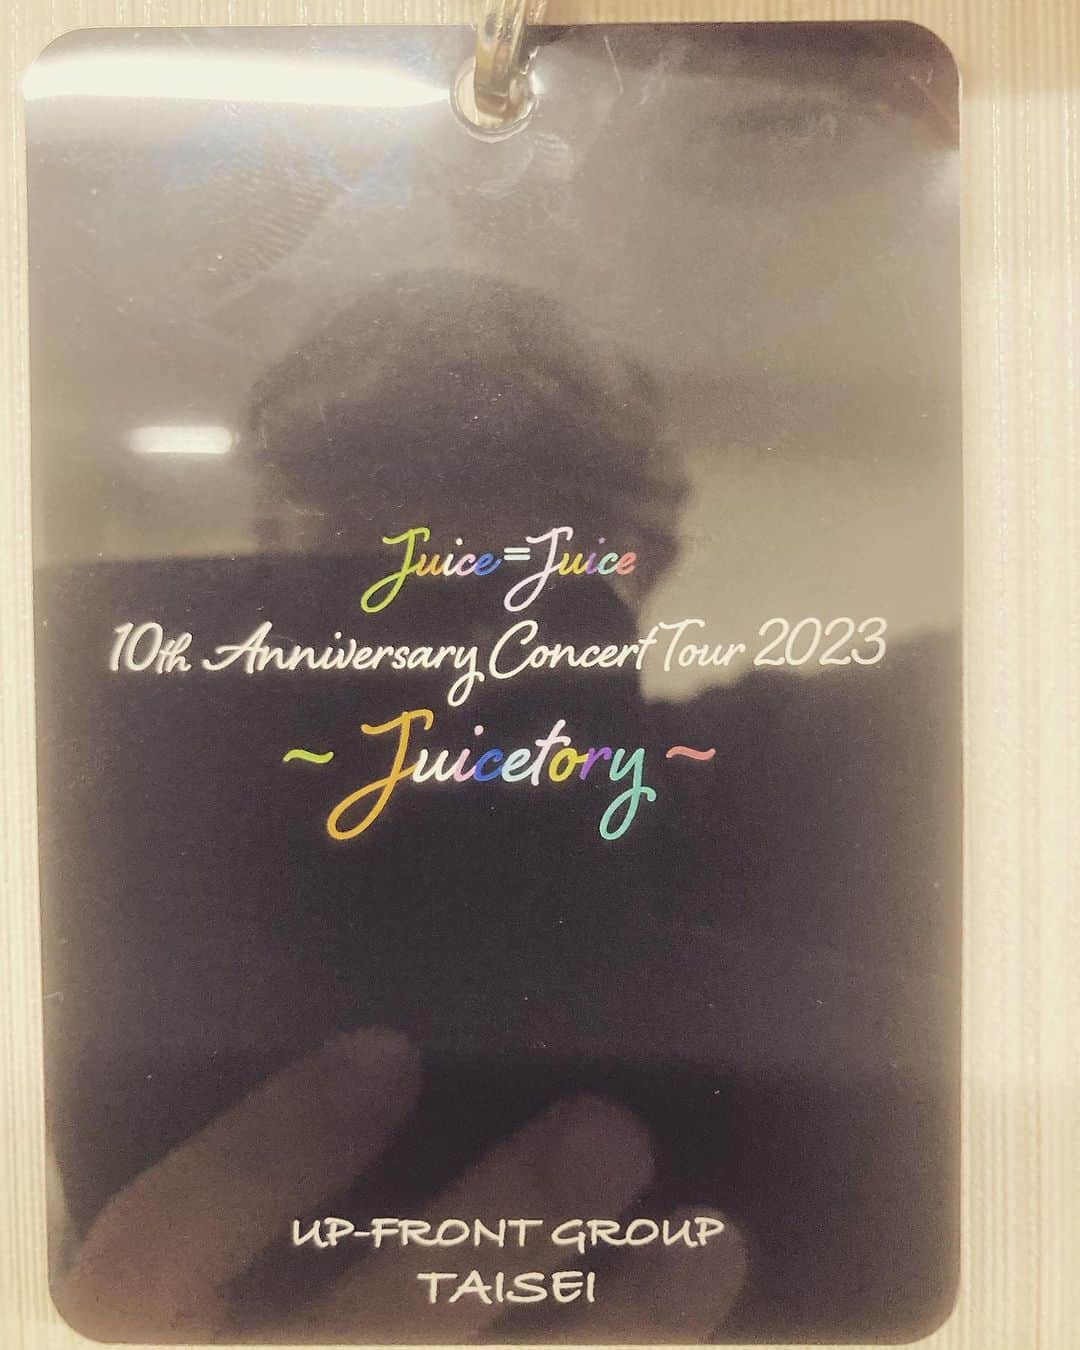 Juice=Juice
10th Anniversary Concert Tour 2023
~ Juicetory ~
UP-FRONT GROUP
TAISEI